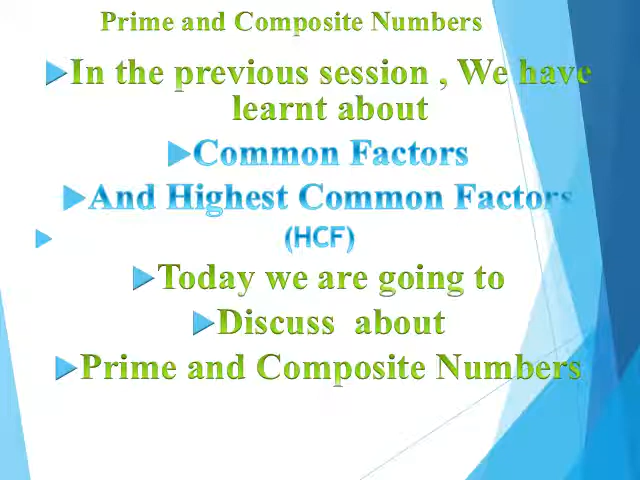 Prime and Composite Numbers
In the previous session , We have
learnt about
Common Factors
And Highest Common Factors
(HCF)
Today we are going to
Discuss about
Prime and Composite Numbers